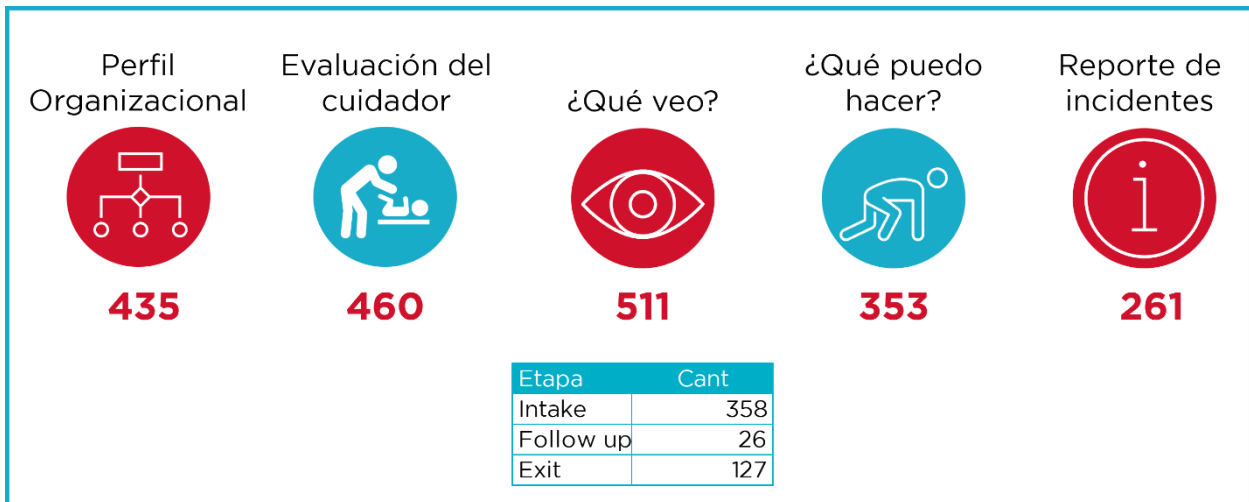 Perfil
Organizacional
Evaluación del
cuidador
¿Qué veo?
¿Qué puedo
hacer?
Reporte de
incidentes
i
435
460
511
353
261
Etapa Cant
Intake 358
Follow up 26
Exit 127